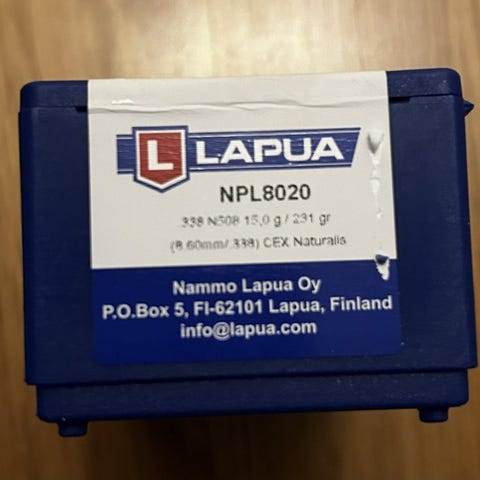 L LAPUA
NPL8020
.338 N508 15,0 g / 231 gr
(8.60mm/.338) CEX Naturalis
Nammo Lapua Oy
P.O.Box 5, FI-62101 Lapua, Finland
info@lapua.com